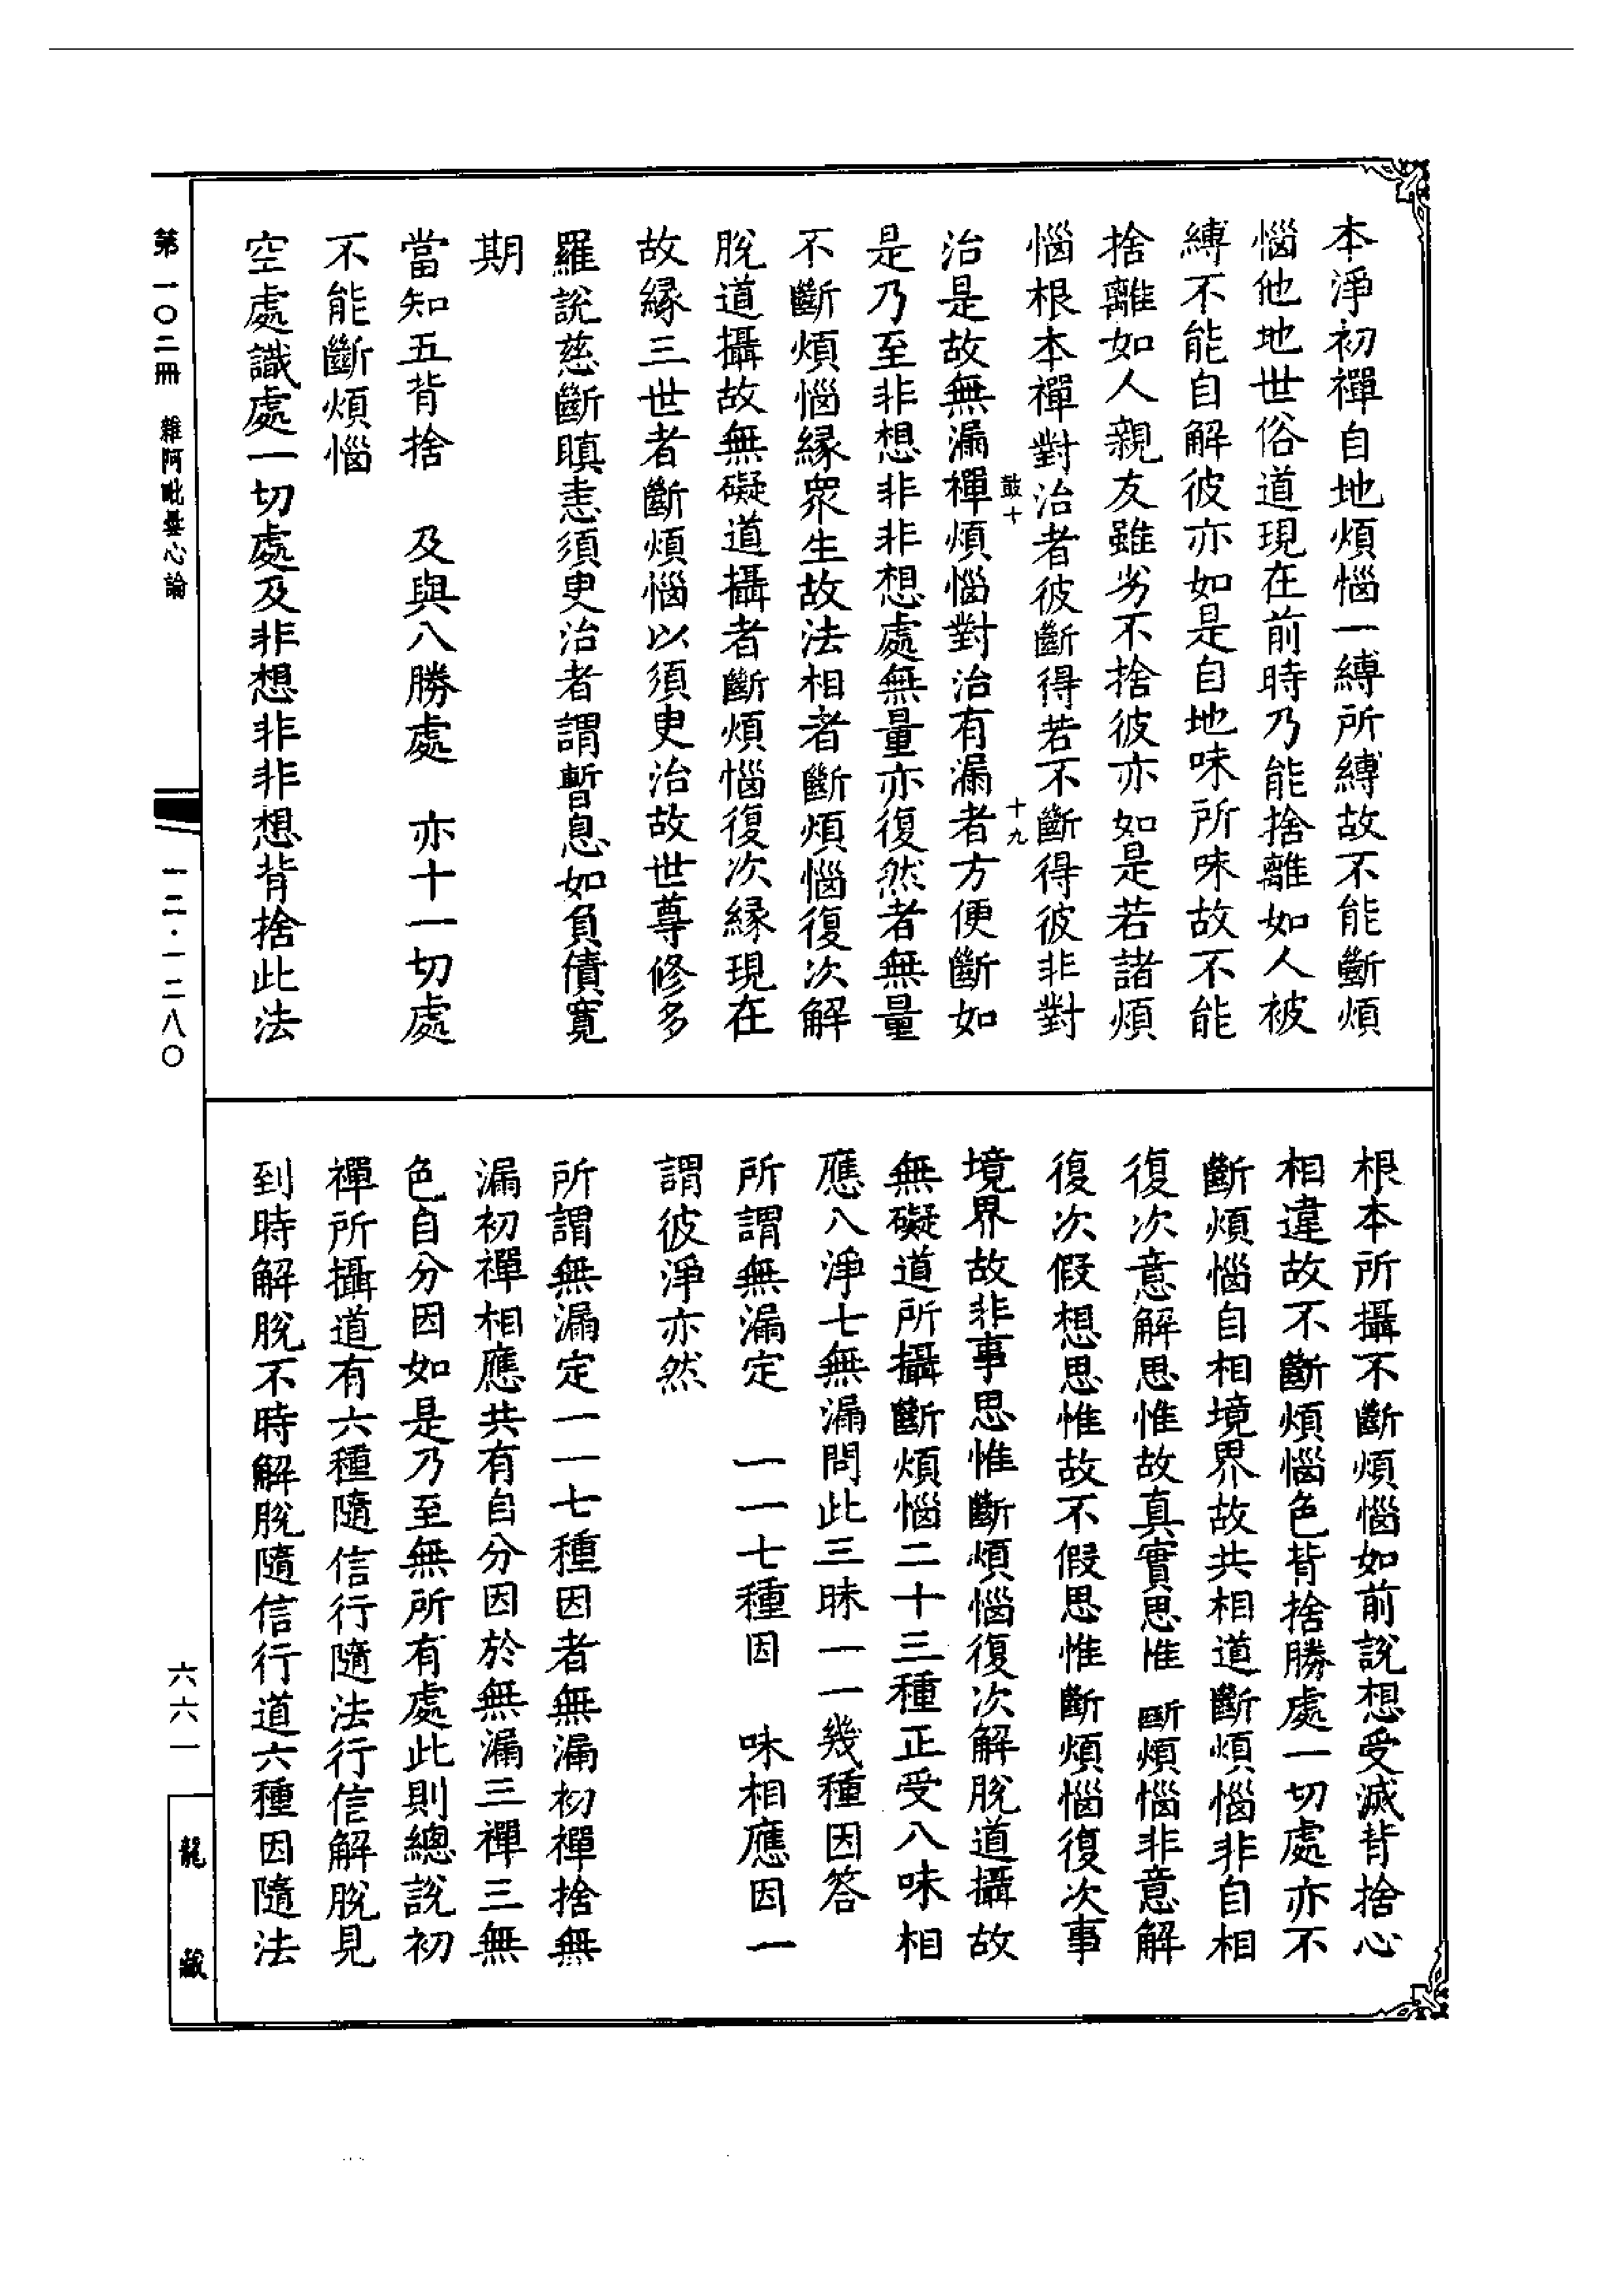 本淨初禪自地煩惱一縛所縛故不能斷煩
惱他地世俗道現在前時乃能捨離如人被
縛不能自解彼亦如是自地味所味故不能
捨離如人親友雖劣不捨彼亦如是若諸煩
惱根本禪對治者彼斷得若不斷得彼非對
鼓十 十九
治是故無漏禪煩惱對治有漏者方便斷如
是乃至非想非非想處無量亦復然者無量
不斷煩惱緣衆生故法相者斷煩惱復次解
脫道攝故無礙道攝者斷煩惱復次緣現在
故緣三世者斷煩惱以須臾治故世尊修多
羅說慈斷瞋恚須臾治者謂暫息如負債寬
期
當知五背捨 及與八勝處 亦十一切處
不能斷煩惱
空處識處一切處及非想非非想背捨此法
根本所攝不斷煩惱如前說想受滅背捨心
相違故不斷煩惱色背捨勝處一切處亦不
斷煩惱自相境界故共相道斷煩惱非自相
復次意解思惟故真實思惟斷煩惱非意解
復次假想思惟故不假思惟斷煩惱復次事
境界故非事思惟斷煩惱復次解脫道攝故
無礙道所攝斷煩惱二十三種正受八味相
應八淨七無漏問此三昧一一幾種因答
所謂無漏定 一一七種因 味相應因一
謂彼淨亦然
所謂無漏定一一七種因者無漏初禪捨無
漏初禪相應共有自分因於無漏三禪三無
色自分因如是乃至無所有處此則總說初
禪所攝道有六種隨信行隨法行信解脫見
到時解脫不時解脫隨信行道六種因隨法
第一〇二冊 雜阿毗曇心論
一二·一二八〇
六六一
龍藏